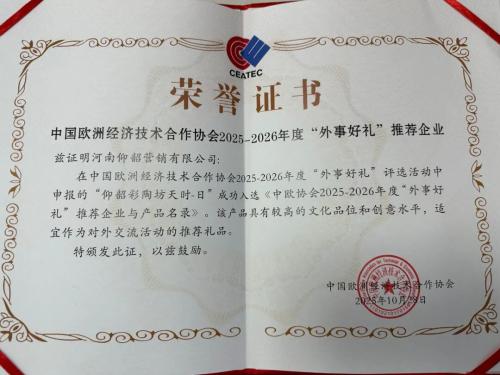 CEATEC
荣誉证书
中国欧洲经济技术合作协会2025-2026年度“外事好礼”推荐企业
兹证明河南仰韶营销有限公司:
在中国欧洲经济技术合作协会2025-2026年度“外事好礼”评选活动中
申报的“仰韶彩陶坊天时-日”成功入选《中欧协会2025-2026年度“外事好
礼”推荐企业与产品名录》。该产品具有较高的文化品位和创意水平，适
宜作为对外交流活动的推荐礼品。
特颁发此证，以兹鼓励。
中国欧洲经济技术合作协会
2025年10月28日